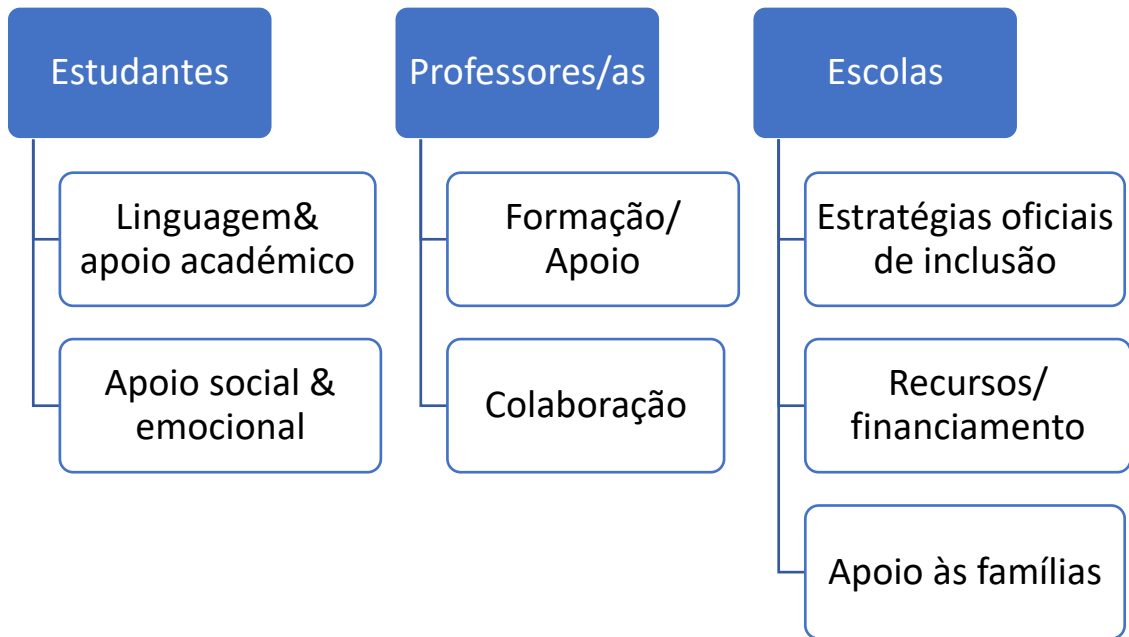 Estudantes
Linguagem&
apoio académico
Apoio social &
emocional
Professores/as
Formação/
Apoio
Colaboração
Escolas
Estratégias oficiais
de inclusão
Recursos/
financiamento
Apoio às famílias